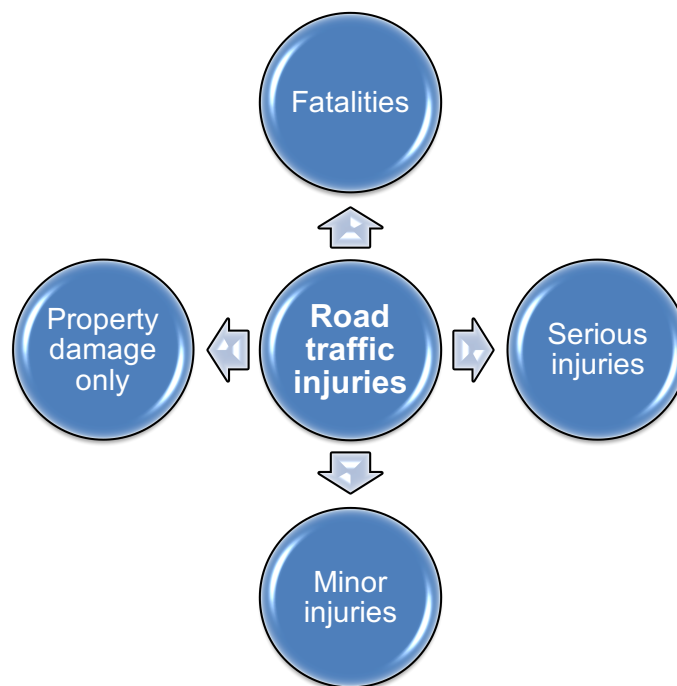 Fatalities
Property
damage
only
Road
traffic
injuries
Serious
injuries
Minor
injuries